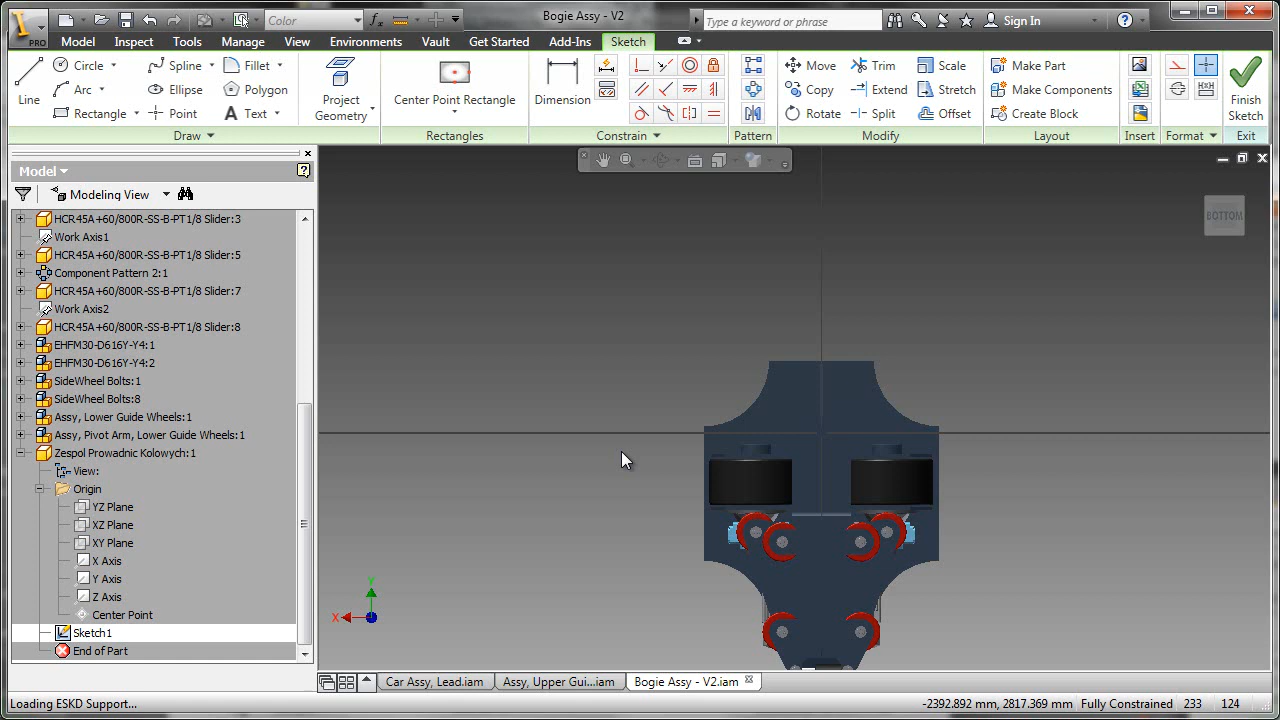 Color
Bogie Assy - V2
Type a keyword or phrase
Sign In
PRO
Model Inspect Tools Manage View Environments Vault Get Started Add-Ins Sketch
Line
Circle
Arc
Rectangle
Spline
Ellipse
Point
Fillet
Polygon
Text
Project Geometry
Center Point Rectangle
Dimension
Move
Copy
Rotate
Trim
Extend
Split
Scale
Stretch
Offset
Make Part
Make Components
Create Block
Finish Sketch
Draw Rectangles Constrain Pattern Modify Layout Insert Format Exit
Model
Modeling View
HCR45A+60/800R-SS-B-PT1/8 Slider:3
Work Axis1
HCR45A+60/800R-SS-B-PT1/8 Slider:5
Component Pattern 2:1
HCR45A+60/800R-SS-B-PT1/8 Slider:7
Work Axis2
HCR45A+60/800R-SS-B-PT1/8 Slider:8
EHFM30-D616Y-Y4:1
EHFM30-D616Y-Y4:2
SideWheel Bolts:1
SideWheel Bolts:8
Assy, Lower Guide Wheels:1
Assy, Pivot Arm, Lower Guide Wheels:1
Zespol Prowadnic Kolowych:1
View:
Origin
YZ Plane
XZ Plane
XY Plane
X Axis
Y Axis
Z Axis
Center Point
Sketch1
End of Part
BOTTOM
Y
X
Car Assy, Lead.iam
Assy, Upper Gui...iam
Bogie Assy - V2.iam
Loading ESKD Support...
-2392.892 mm, 2817.369 mm Fully Constrained 233 124